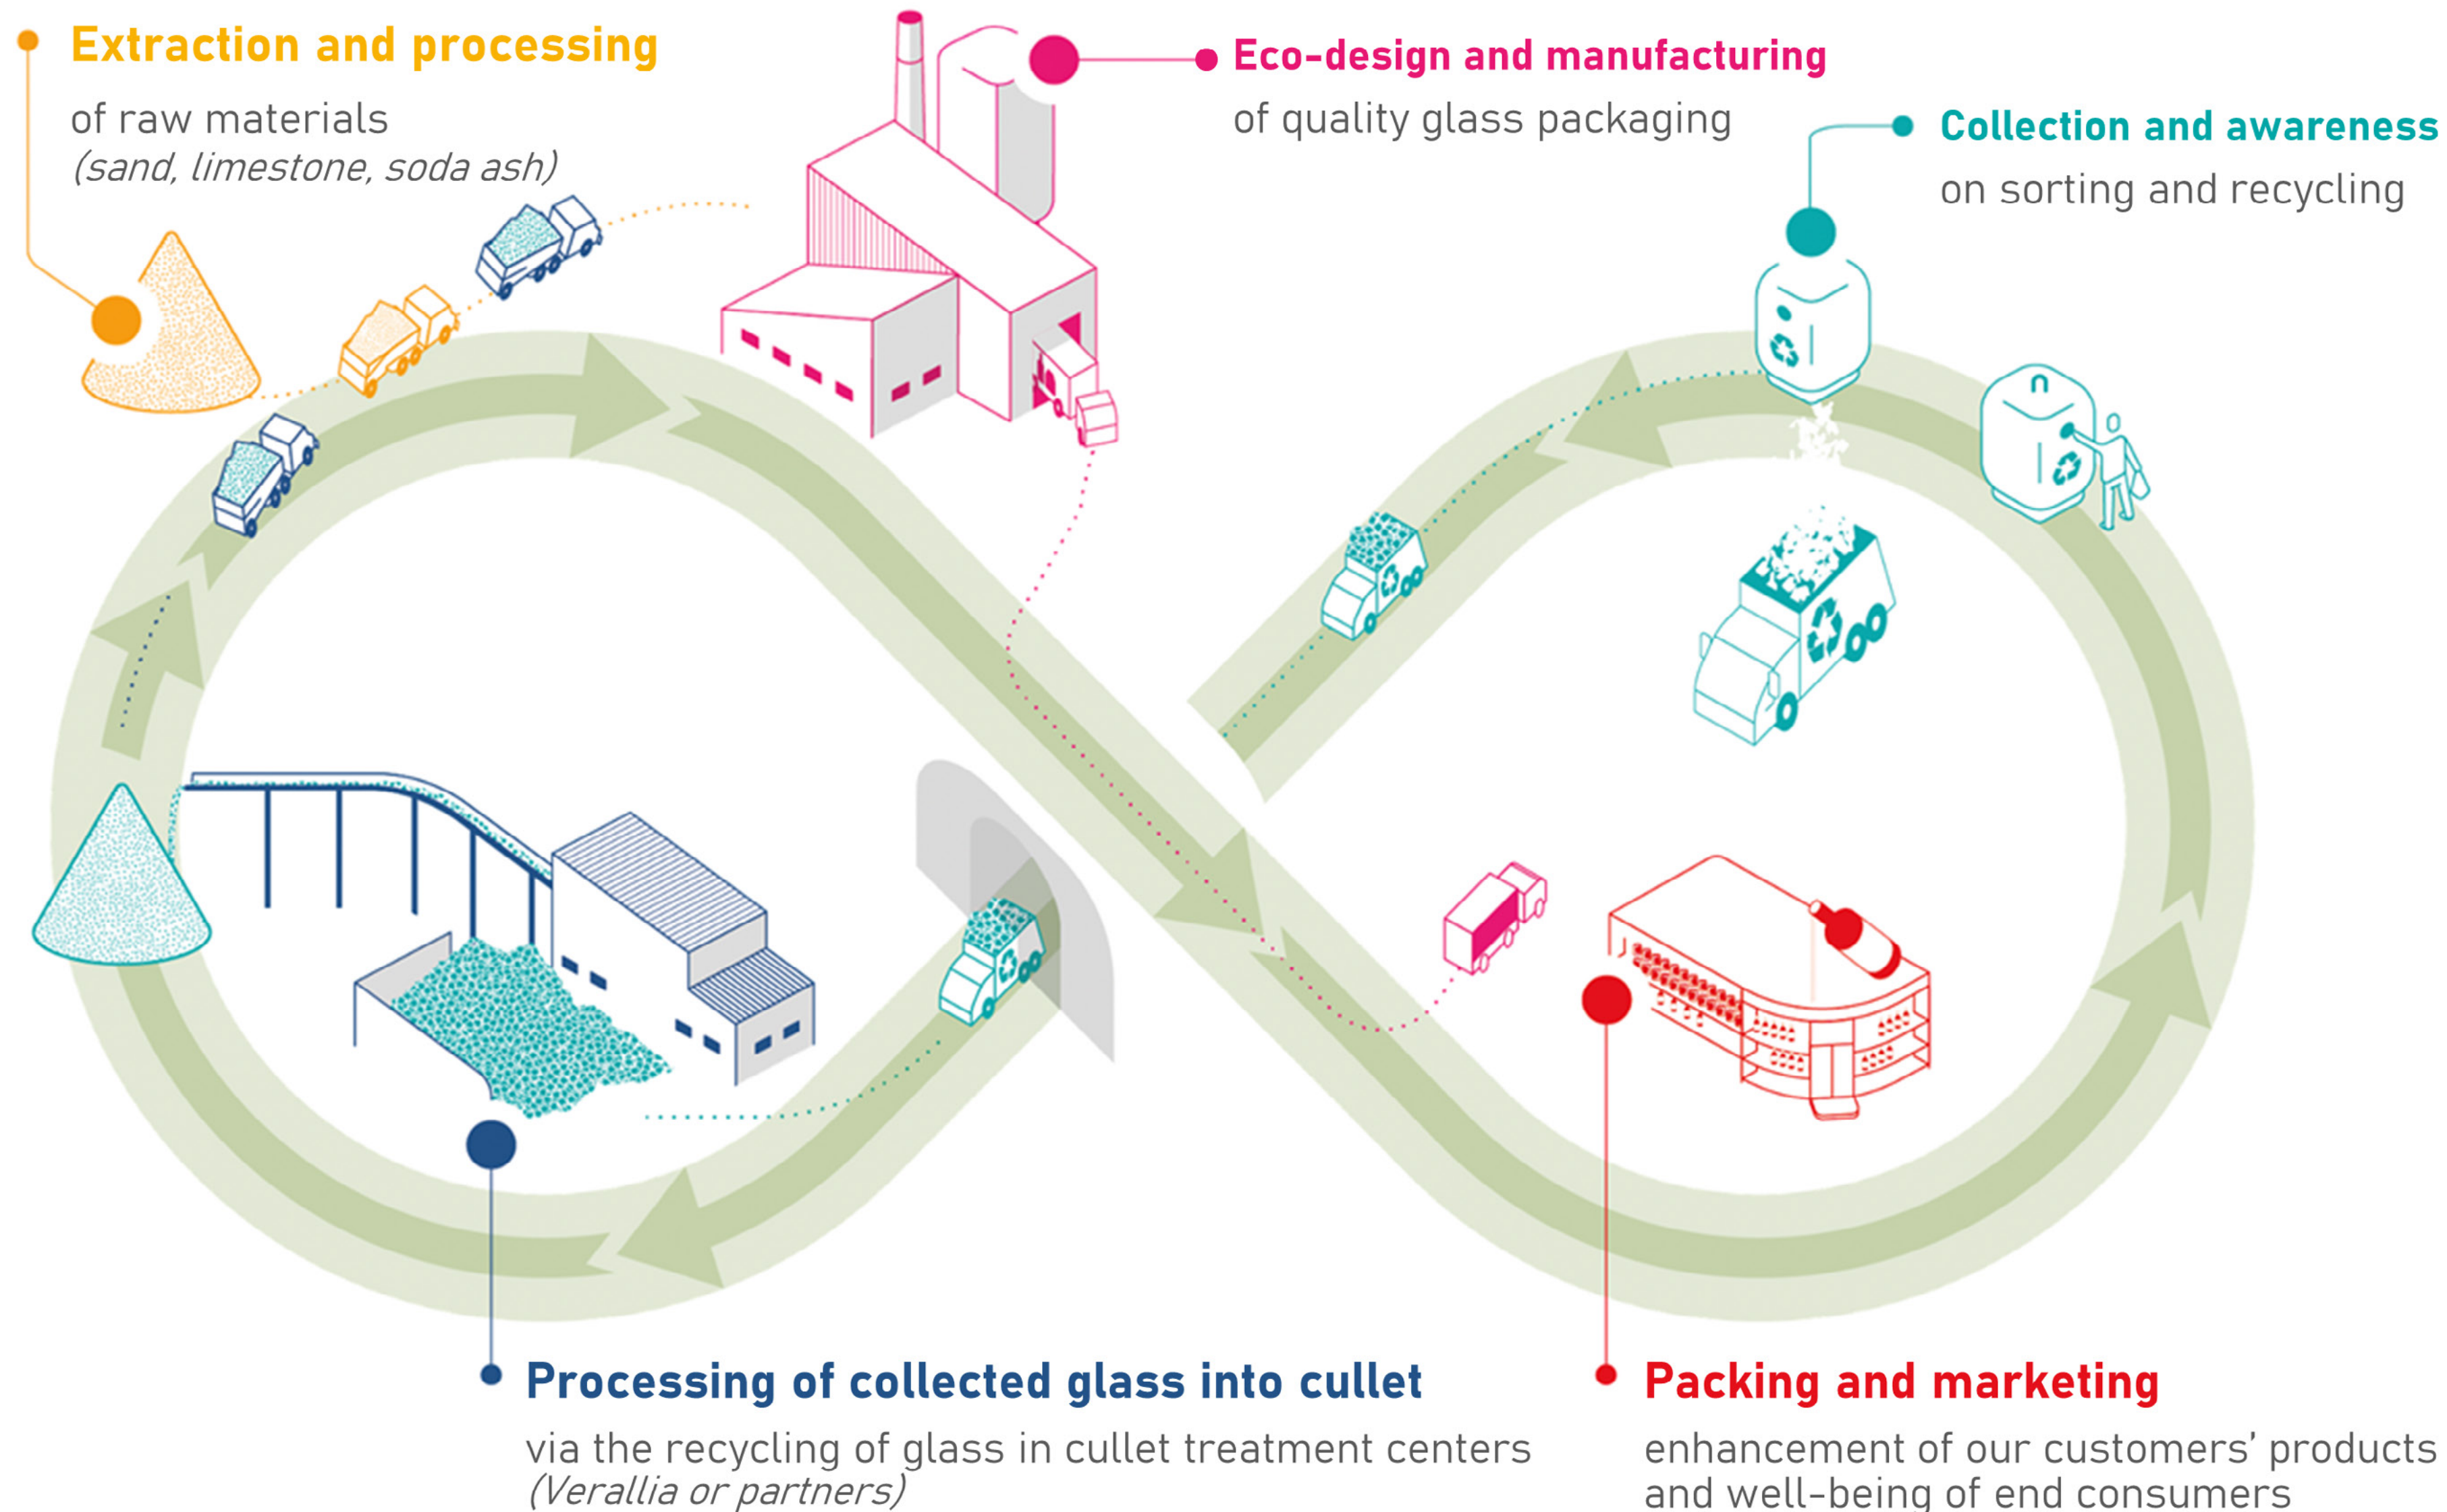 Extraction and processing
of raw materials
(sand, limestone, soda ash)
Eco-design and manufacturing
of quality glass packaging
Collection and awareness
on sorting and recycling
Processing of collected glass into cullet
via the recycling of glass in cullet treatment centers
(Verallia or partners)
Packing and marketing
enhancement of our customers’ products
and well-being of end consumers